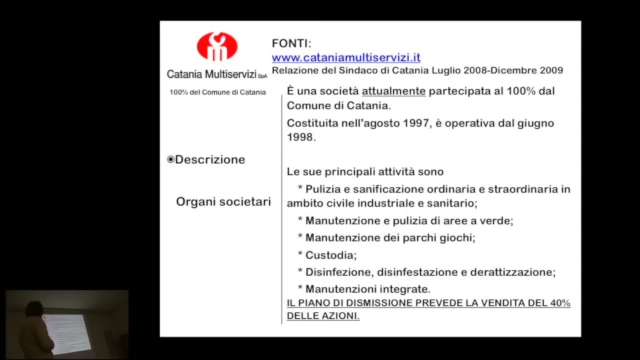 FONTI:
www.cataniamultiservizi.it
Relazione del Sindaco di Catania Luglio 2008-Dicembre 2009
Catania Multiservizi SpA
100% del Comune di Catania
È una società attualmente partecipata al 100% dal
Comune di Catania.
Costituita nell'agosto 1997, è operativa dal giugno
1998.
Descrizione
Organi societari
Le sue principali attività sono
* Pulizia e sanificazione ordinaria e straordinaria in
ambito civile industriale e sanitario;
* Manutenzione e pulizia di aree a verde;
* Manutenzione dei parchi giochi;
* Custodia;
* Disinfezione, disinfestazione e derattizzazione;
* Manutenzioni integrate.
IL PIANO DI DISMISSIONE PREVEDE LA VENDITA DEL 40%
DELLE AZIONI.